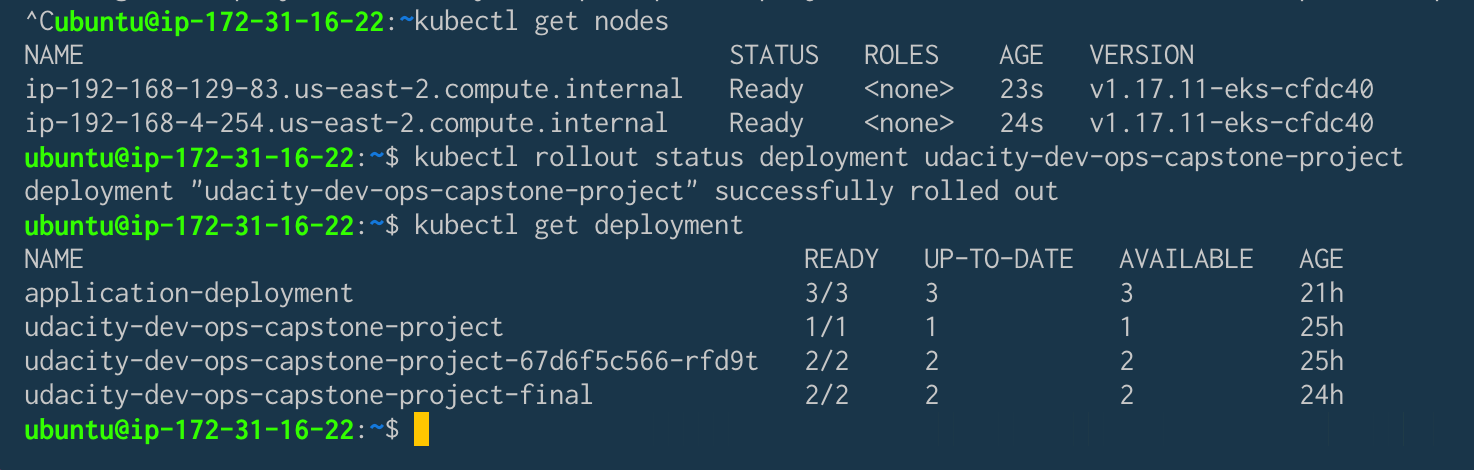 ^Cubuntu@ip-172-31-16-22:~kubectl get nodes
NAME STATUS ROLES AGE VERSION
ip-192-168-129-83.us-east-2.compute.internal Ready <none> 23s v1.17.11-eks-cfdc40
ip-192-168-4-254.us-east-2.compute.internal Ready <none> 24s v1.17.11-eks-cfdc40
ubuntu@ip-172-31-16-22:~$ kubectl rollout status deployment udacity-dev-ops-capstone-project
deployment "udacity-dev-ops-capstone-project" successfully rolled out
ubuntu@ip-172-31-16-22:~$ kubectl get deployment
NAME READY UP-TO-DATE AVAILABLE AGE
application-deployment 3/3 3 3 21h
udacity-dev-ops-capstone-project 1/1 1 1 25h
udacity-dev-ops-capstone-project-67d6f5c566-rfd9t 2/2 2 2 25h
udacity-dev-ops-capstone-project-final 2/2 2 2 24h
ubuntu@ip-172-31-16-22:~$